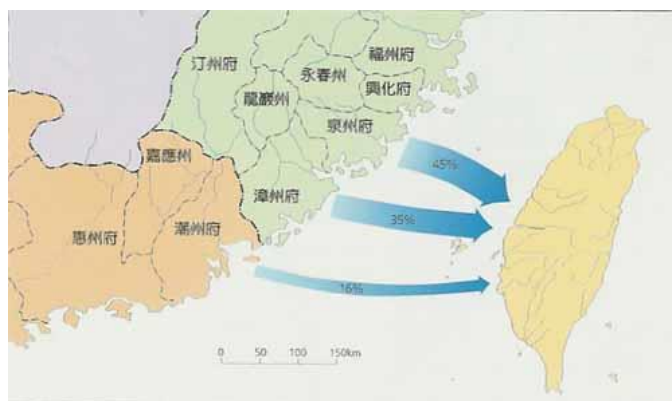 福州府
汀州府
永春州
興化府
龍巖州
泉州府
嘉應州
漳州府
惠州府
潮州府
45%
35%
16%
0 50 100 150km